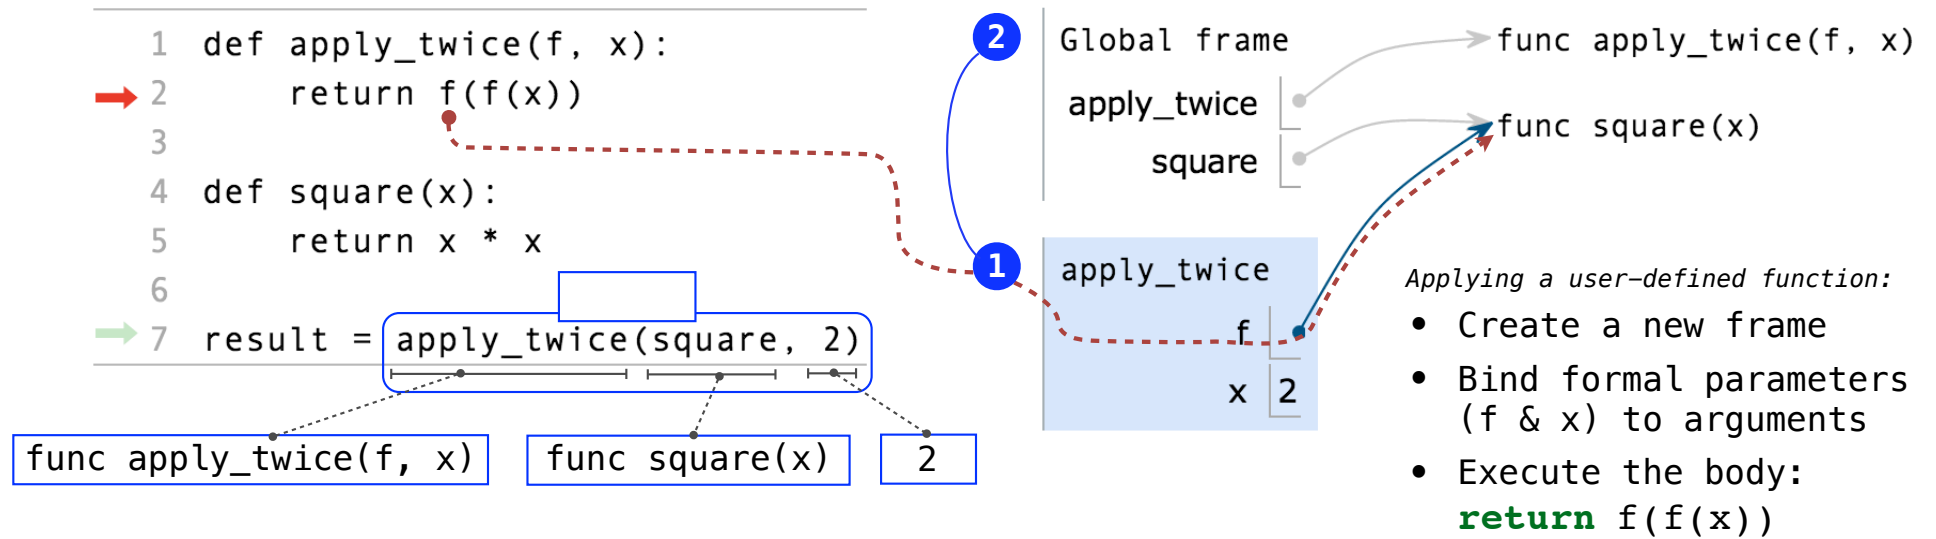 1 def apply_twice(f, x):
2     return f(f(x))
3
4 def square(x):
5     return x * x
6
7 result = apply_twice(square, 2)
func apply_twice(f, x)
func square(x)
2
2
Global frame
apply_twice
square
func apply_twice(f, x)
func square(x)
1
apply_twice
f
x 2
Applying a user-defined function:
• Create a new frame
• Bind formal parameters
(f & x) to arguments
• Execute the body:
return f(f(x))